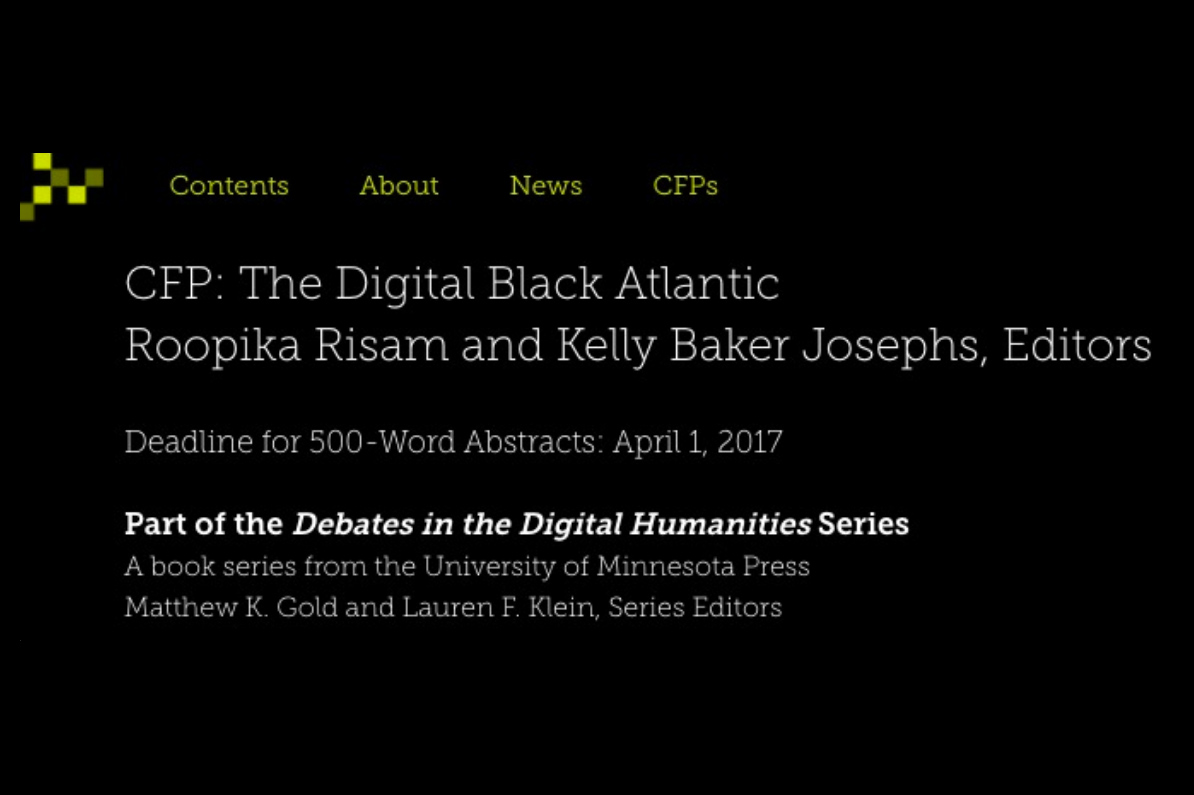 Contents About News CFPs
CFP: The Digital Black Atlantic
Roopika Risam and Kelly Baker Josephs, Editors
Deadline for 500-Word Abstracts: April 1, 2017
Part of the Debates in the Digital Humanities Series
A book series from the University of Minnesota Press
Matthew K. Gold and Lauren F. Klein, Series Editors